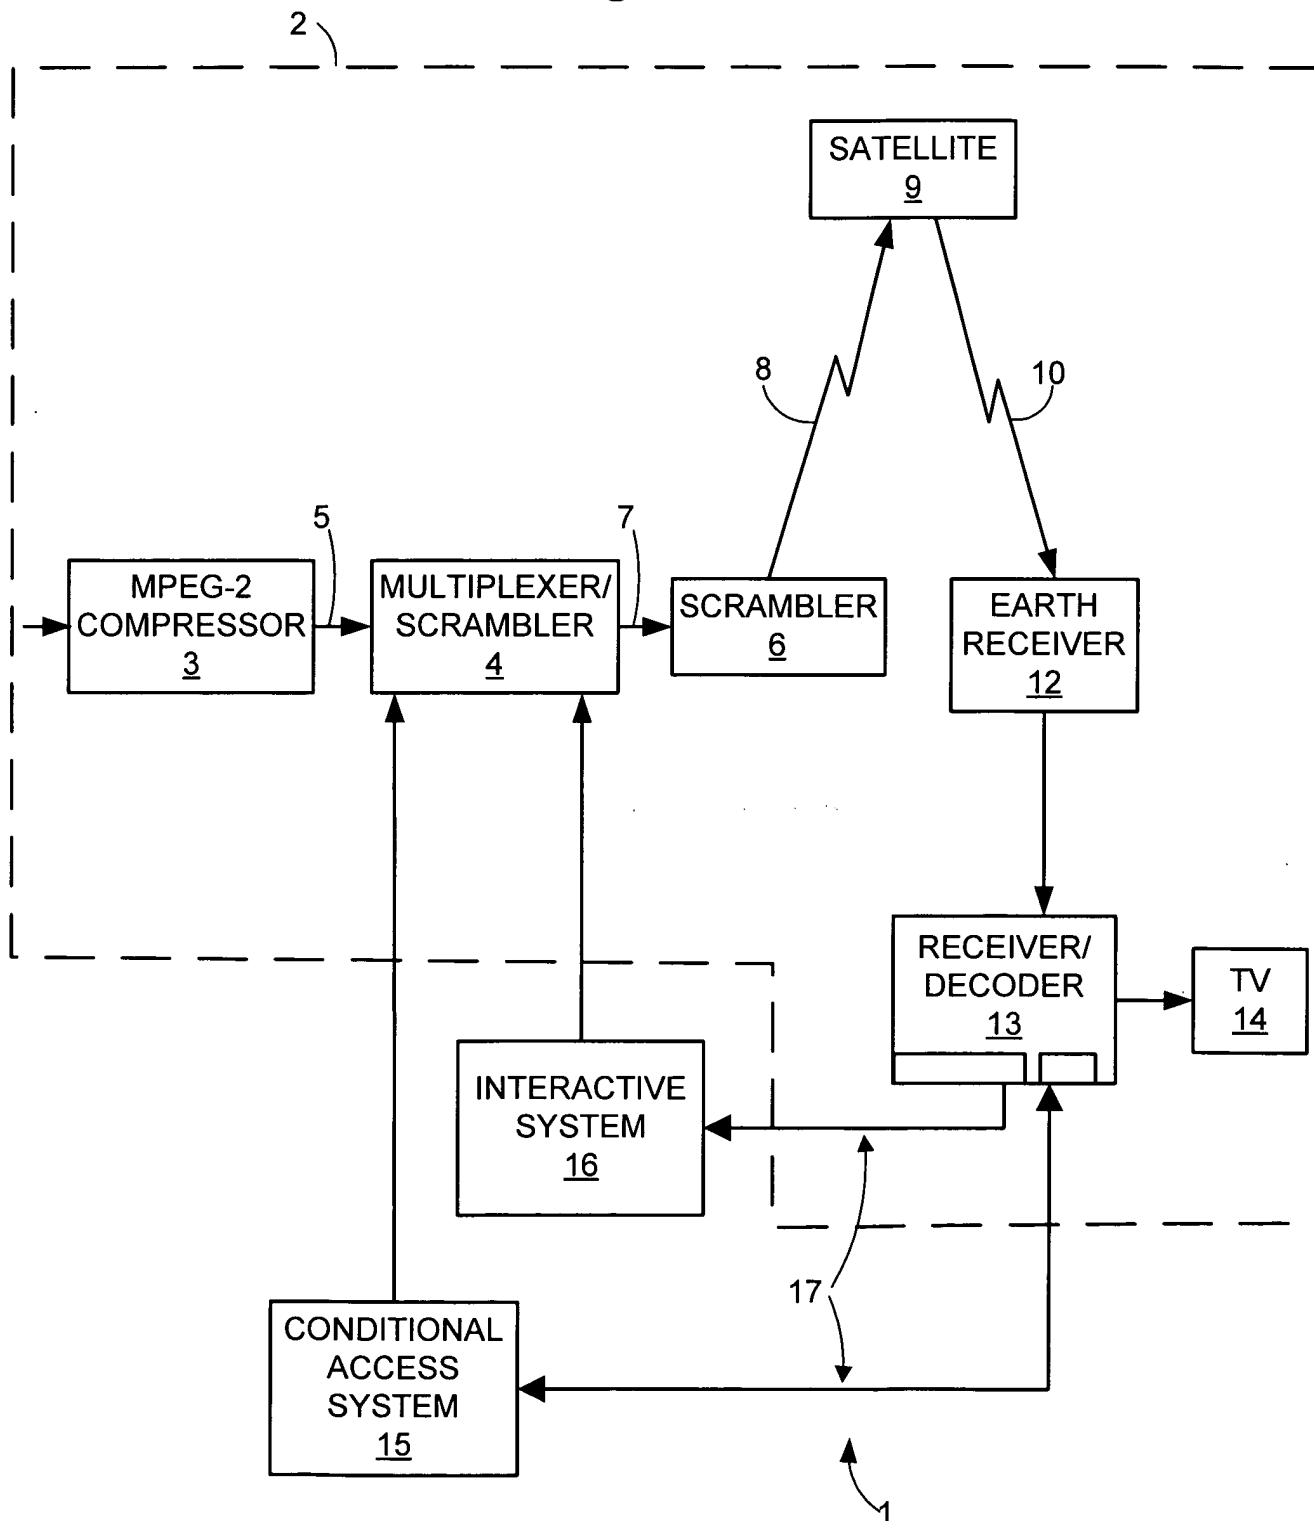 2
SATELLITE
9
8
10
5
7
MPEG-2
COMPRESSOR
3
MULTIPLEXER/
SCRAMBLER
4
SCRAMBLER
6
EARTH
RECEIVER
12
RECEIVER/
DECODER
13
TV
14
INTERACTIVE
SYSTEM
16
17
CONDITIONAL
ACCESS
SYSTEM
15
1